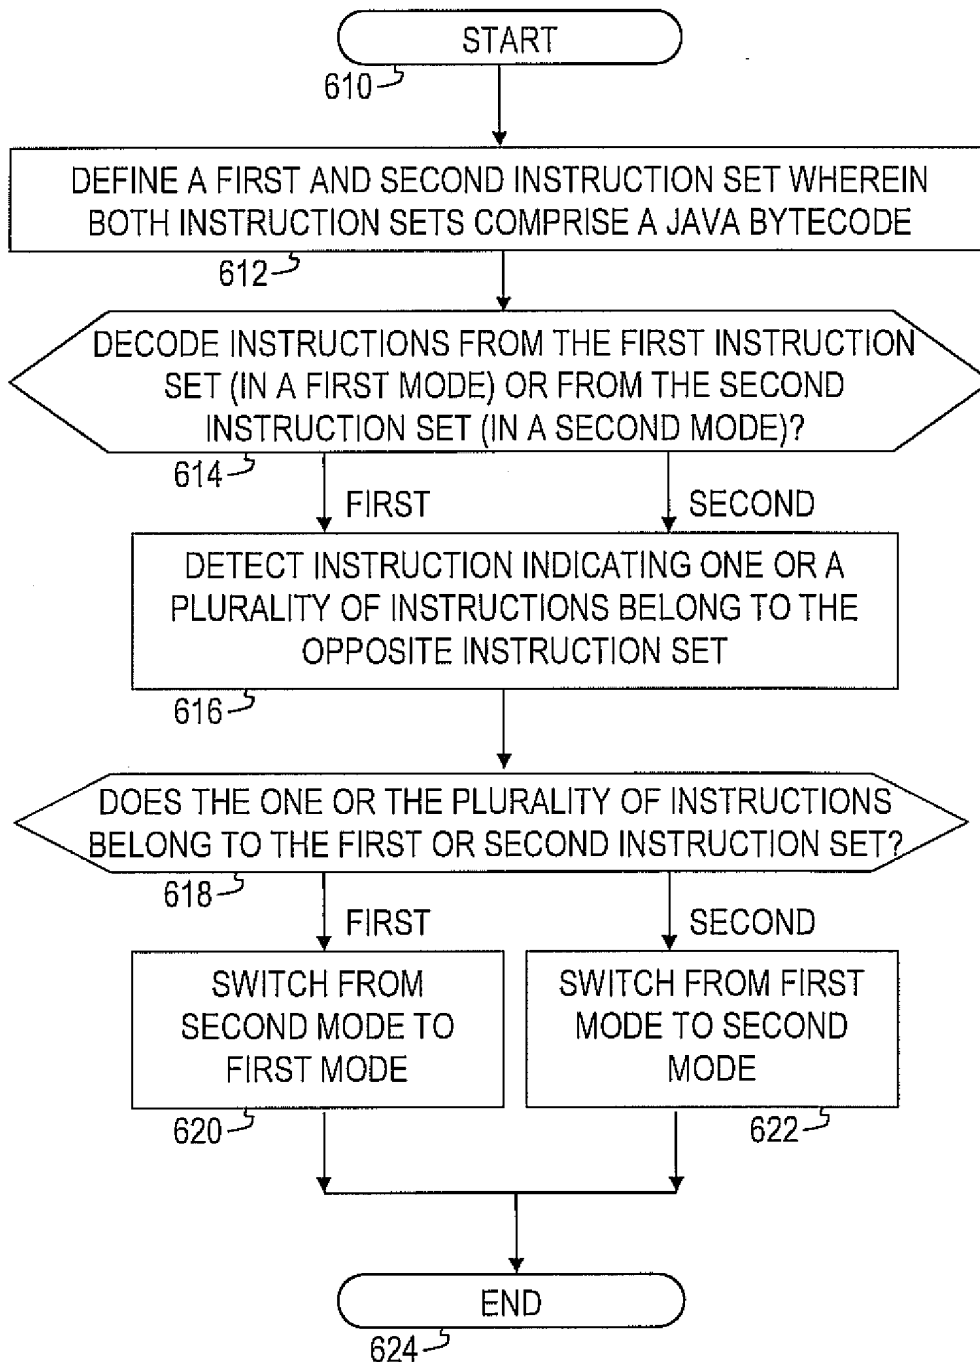 START
610
DEFINE A FIRST AND SECOND INSTRUCTION SET WHEREIN
BOTH INSTRUCTION SETS COMPRISE A JAVA BYTECODE
612
DECODE INSTRUCTIONS FROM THE FIRST INSTRUCTION
SET (IN A FIRST MODE) OR FROM THE SECOND
INSTRUCTION SET (IN A SECOND MODE)?
614
FIRST
SECOND
DETECT INSTRUCTION INDICATING ONE OR A
PLURALITY OF INSTRUCTIONS BELONG TO THE
OPPOSITE INSTRUCTION SET
616
DOES THE ONE OR THE PLURALITY OF INSTRUCTIONS
BELONG TO THE FIRST OR SECOND INSTRUCTION SET?
618
FIRST
SECOND
SWITCH FROM
SECOND MODE TO
FIRST MODE
620
SWITCH FROM FIRST
MODE TO SECOND
MODE
622
END
624